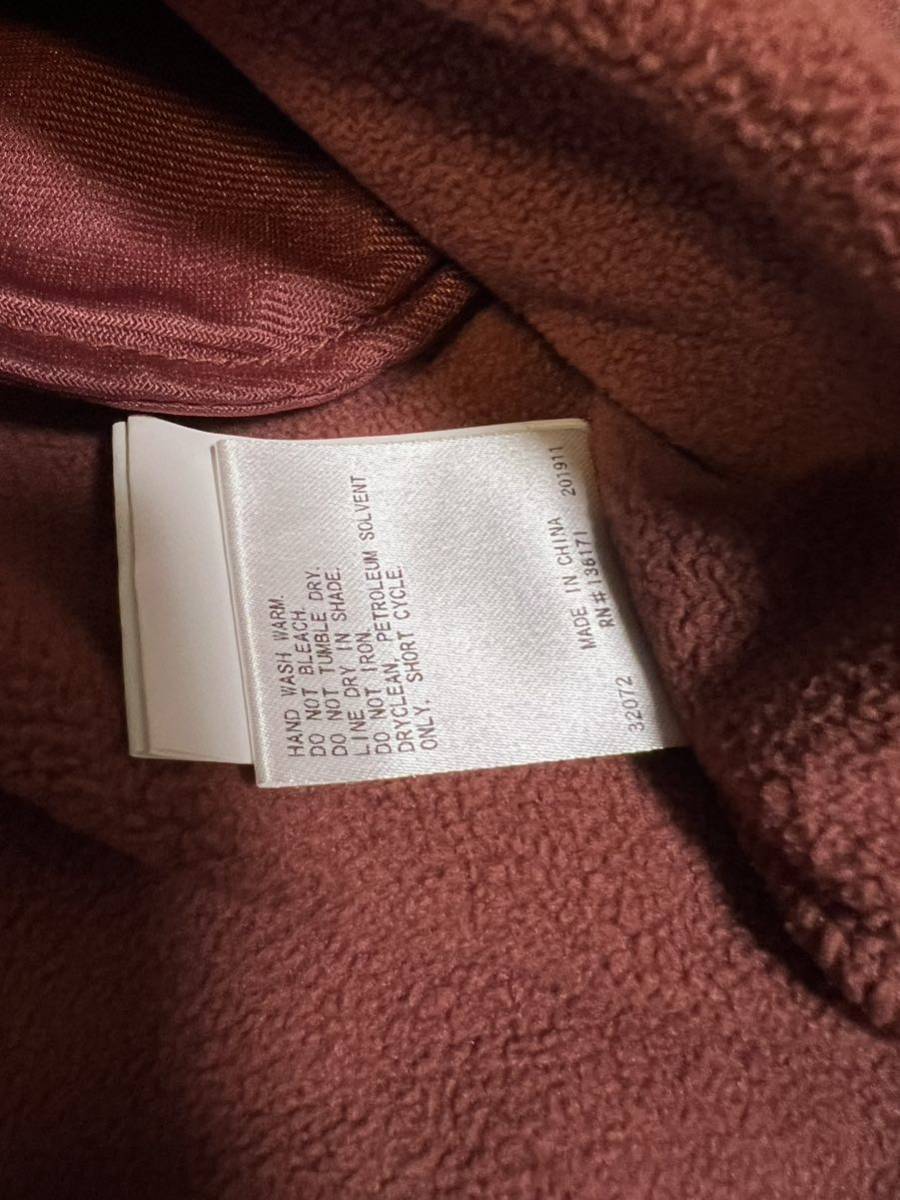 HAND WASH WARM.
DO NOT BLEACH.
DO NOT TUMBLE DRY.
LINE DRY IN SHADE.
DO NOT IRON.
DRYCLEAN, PETROLEUM SOLVENT
ONLY. SHORT CYCLE.
MADE IN CHINA 201911
RN# 136171
32072